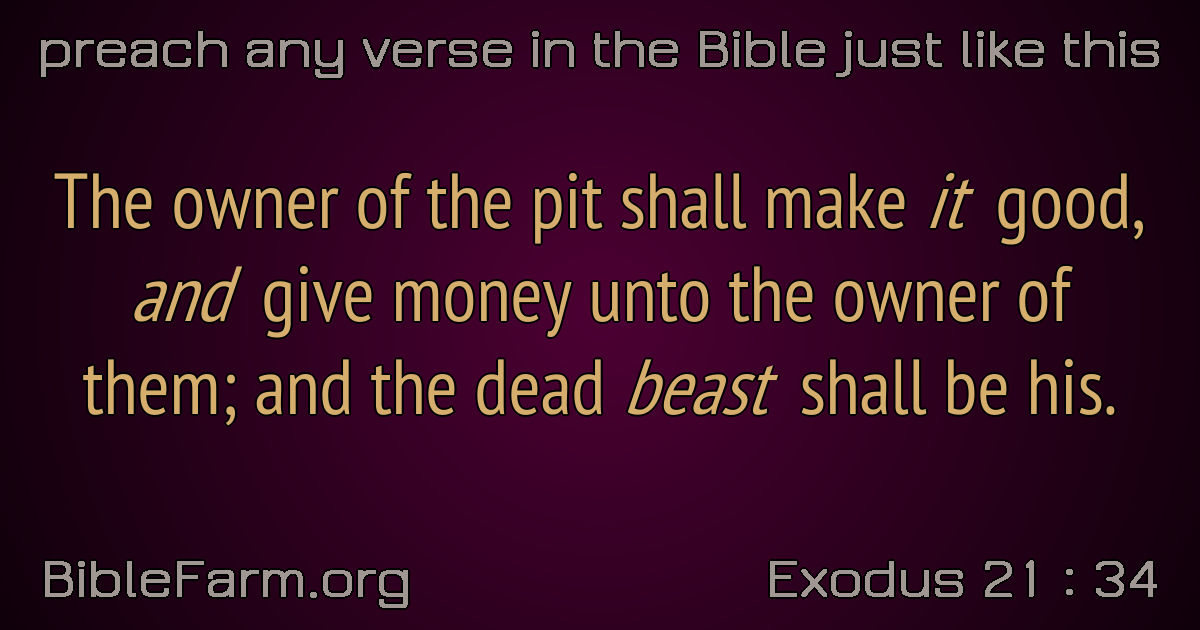 preach any verse in the Bible just like this
The owner of the pit shall make it good,
and give money unto the owner of
them; and the dead beast shall be his.
BibleFarm.org
Exodus 21 : 34